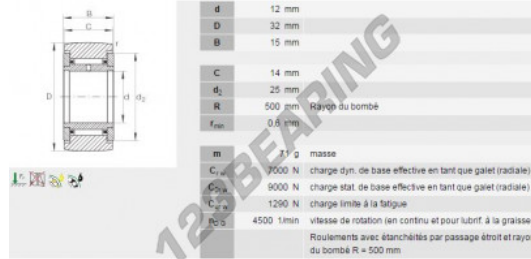 B
C
r
D
d
d2
d 12 mm
D 32 mm
B 15 mm
C 14 mm
d2 25 mm
R 500 mm Rayon du bombé
rmin 0,6 mm
m 71 g masse
Cr w 7000 N charge dyn. de base effective en tant que galet (radiale)
C0r w 9000 N charge stat. de base effective en tant que galet (radiale)
1290 N charge limite à la fatigue
4500 1/min vitesse de rotation (en continu et pour lubrif. à la graisse
Roulements avec étanchéités par passage étroit et rayon
du bombé R = 500 mm
123BEARING